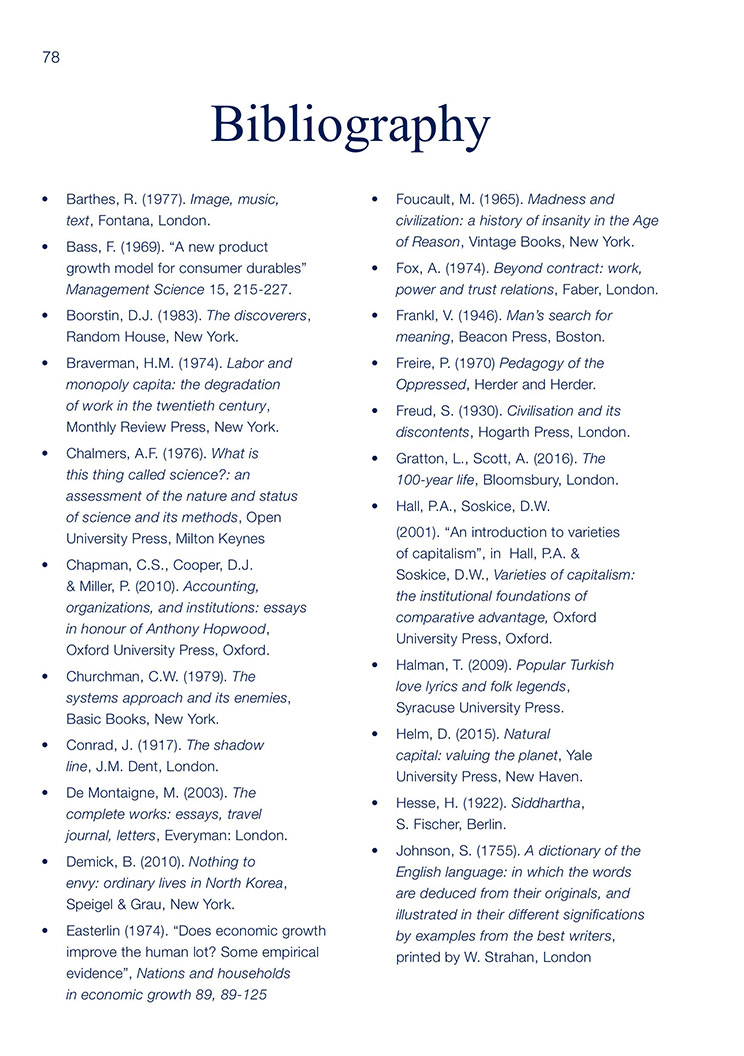 78
Bibliography
• Barthes, R. (1977). Image, music,
text, Fontana, London.
• Bass, F. (1969). “A new product
growth model for consumer durables”
Management Science 15, 215-227.
• Boorstin, D.J. (1983). The discoverers,
Random House, New York.
• Braverman, H.M. (1974). Labor and
monopoly capita: the degradation
of work in the twentieth century,
Monthly Review Press, New York.
• Chalmers, A.F. (1976). What is
this thing called science?: an
assessment of the nature and status
of science and its methods, Open
University Press, Milton Keynes
• Chapman, C.S., Cooper, D.J.
& Miller, P. (2010). Accounting,
organizations, and institutions: essays
in honour of Anthony Hopwood,
Oxford University Press, Oxford.
• Churchman, C.W. (1979). The
systems approach and its enemies,
Basic Books, New York.
• Conrad, J. (1917). The shadow
line, J.M. Dent, London.
• De Montaigne, M. (2003). The
complete works: essays, travel
journal, letters, Everyman: London.
• Demick, B. (2010). Nothing to
envy: ordinary lives in North Korea,
Speigel & Grau, New York.
• Easterlin (1974). “Does economic growth
improve the human lot? Some empirical
evidence”, Nations and households
in economic growth 89, 89-125
• Foucault, M. (1965). Madness and
civilization: a history of insanity in the Age
of Reason, Vintage Books, New York.
• Fox, A. (1974). Beyond contract: work,
power and trust relations, Faber, London.
• Frankl, V. (1946). Man’s search for
meaning, Beacon Press, Boston.
• Freire, P. (1970) Pedagogy of the
Oppressed, Herder and Herder.
• Freud, S. (1930). Civilisation and its
discontents, Hogarth Press, London.
• Gratton, L., Scott, A. (2016). The
100-year life, Bloomsbury, London.
• Hall, P.A., Soskice, D.W.
(2001). “An introduction to varieties
of capitalism”, in Hall, P.A. &
Soskice, D.W., Varieties of capitalism:
the institutional foundations of
comparative advantage, Oxford
University Press, Oxford.
• Halman, T. (2009). Popular Turkish
love lyrics and folk legends,
Syracuse University Press.
• Helm, D. (2015). Natural
capital: valuing the planet, Yale
University Press, New Haven.
• Hesse, H. (1922). Siddhartha,
S. Fischer, Berlin.
• Johnson, S. (1755). A dictionary of the
English language: in which the words
are deduced from their originals, and
illustrated in their different significations
by examples from the best writers,
printed by W. Strahan, London